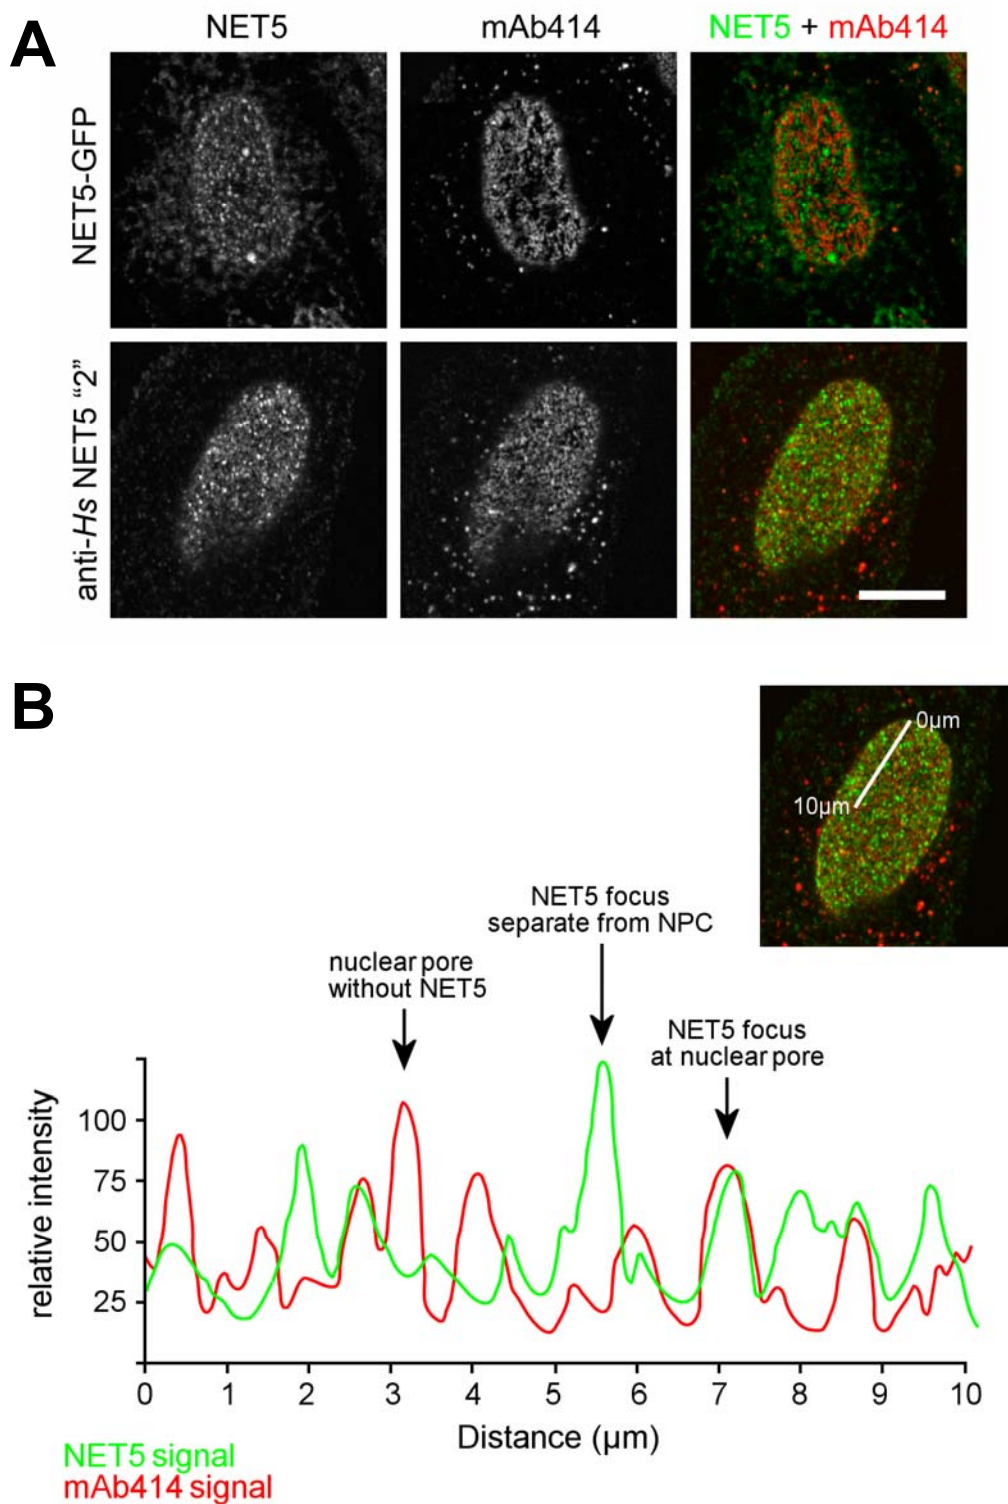 A
NET5
mAb414
NET5 + mAb414
NET5-GFP
anti-Hs NET5 “2”
B
0µm
10µm
NET5 focus
separate from NPC
nuclear pore
without NET5
NET5 focus
at nuclear pore
relative intensity
100
75
50
25
0 1 2 3 4 5 6 7 8 9 10
Distance (µm)
NET5 signal
mAb414 signal